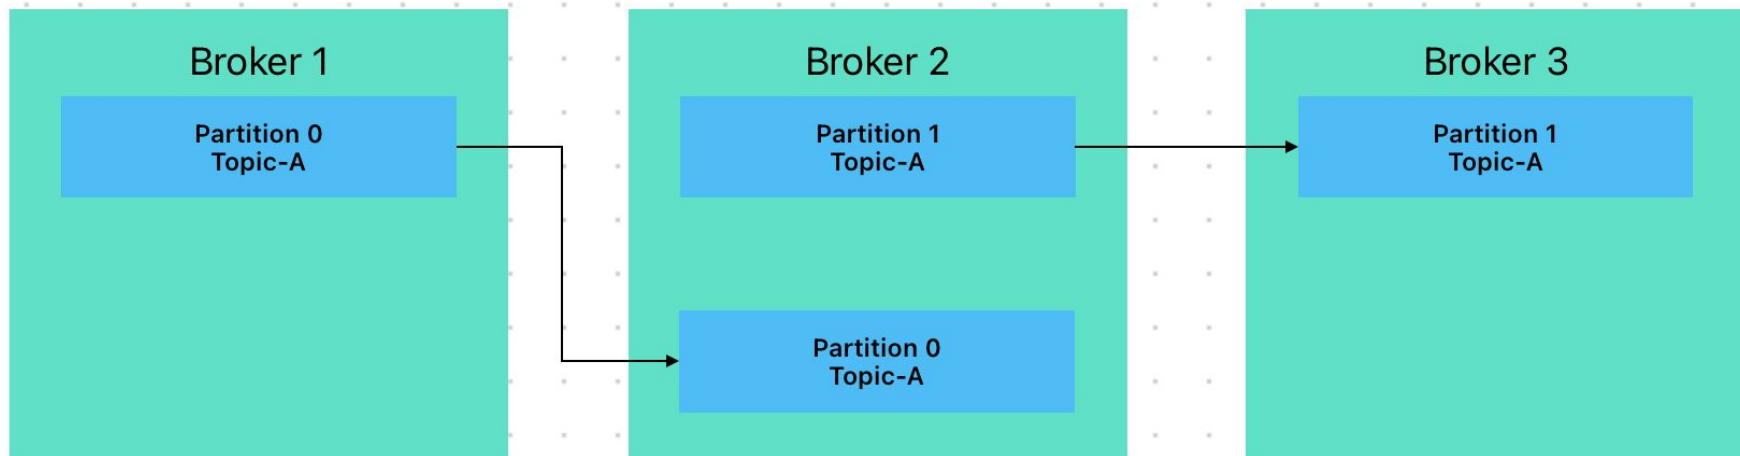 Broker 1
Partition 0
Topic-A
Broker 2
Partition 1
Topic-A
Partition 0
Topic-A
Broker 3
Partition 1
Topic-A